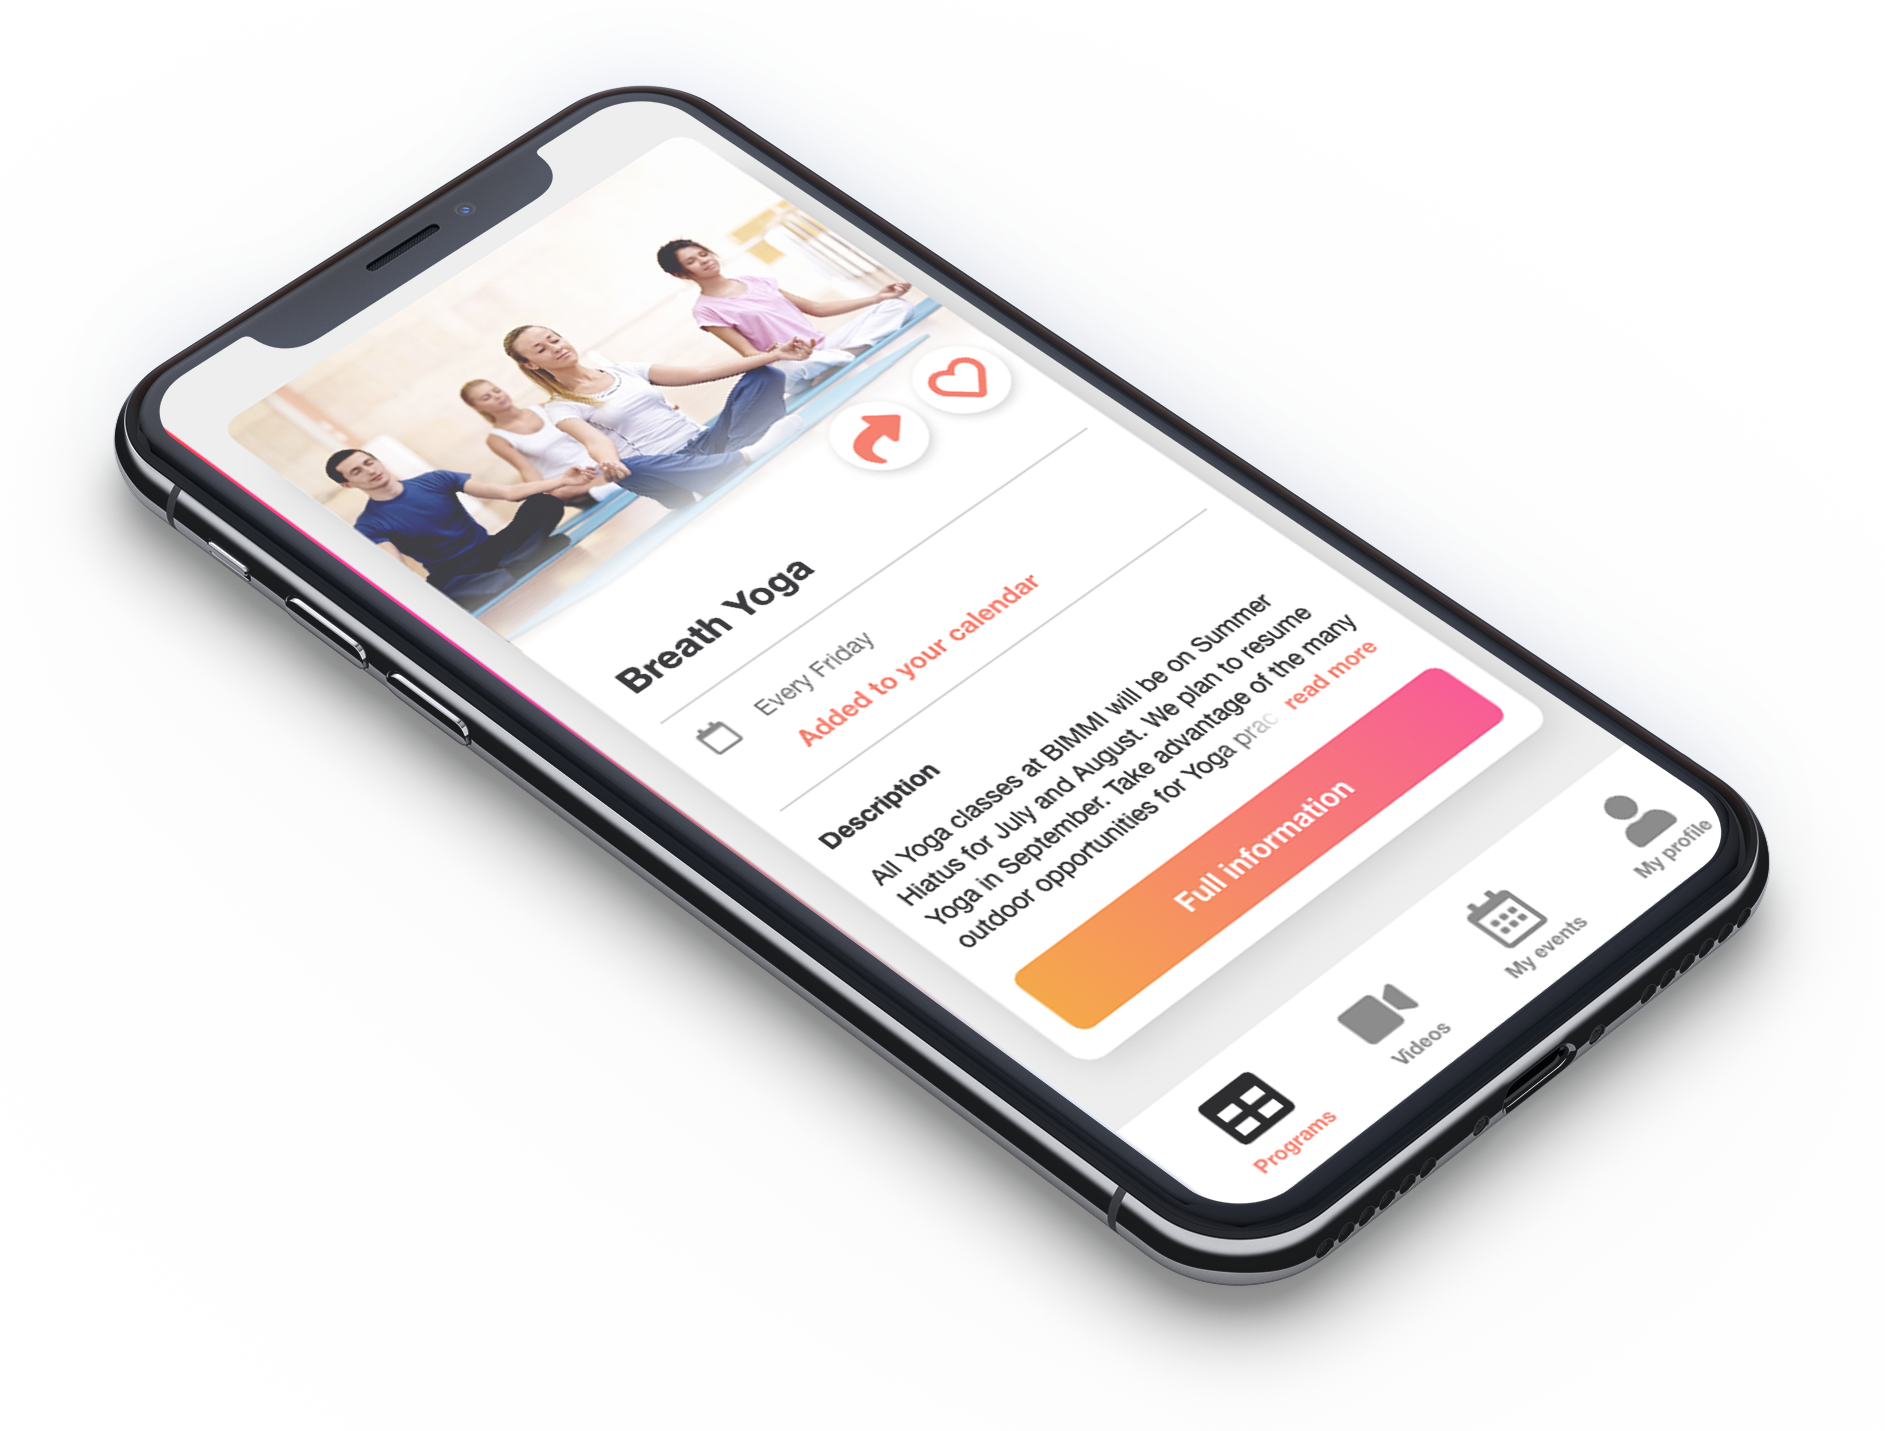 Breath Yoga
Every Friday
Added to your calendar
Description
All Yoga classes at BIMMI will be on Summer
Hiatus for July and August. We plan to resume
Yoga in September. Take advantage of the many
outdoor opportunities for Yoga prac read more
Full information
Programs
Videos
My events
My profile